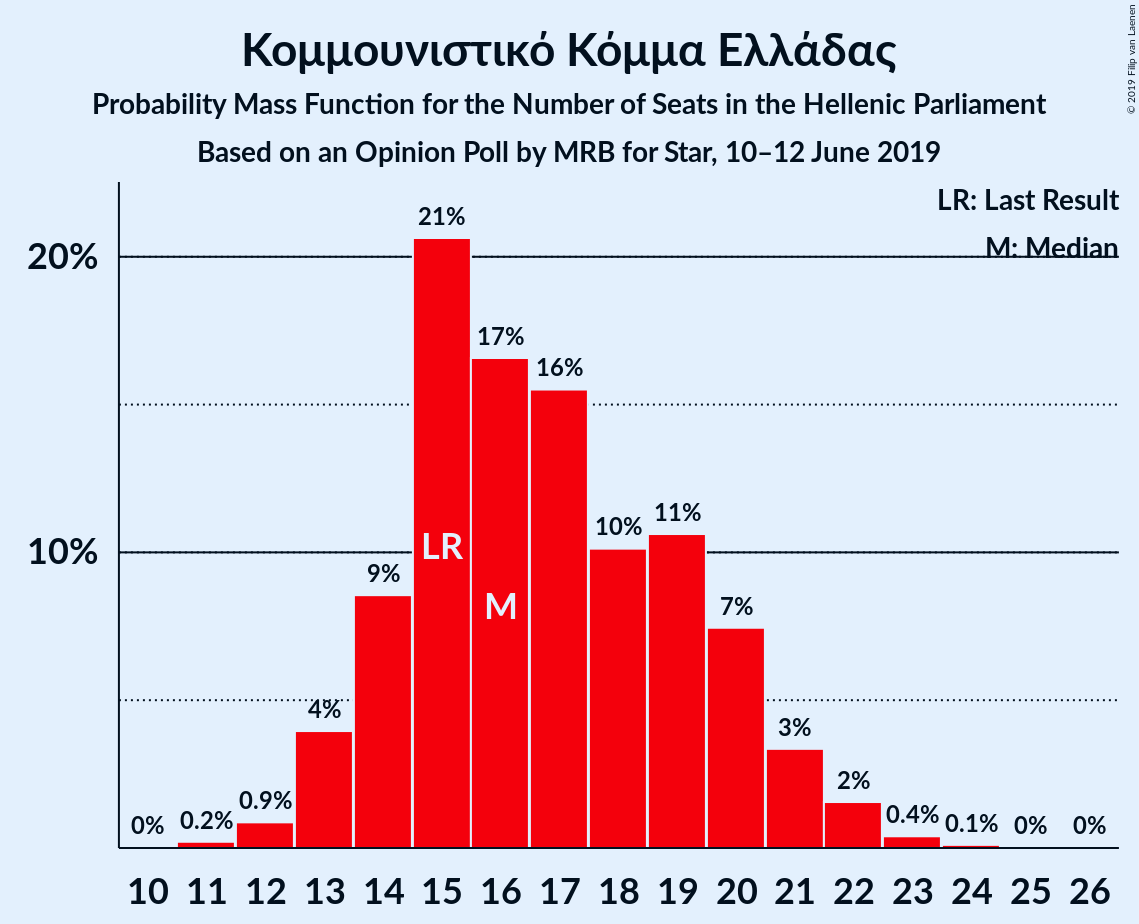 Κομμουνιστικό Κόμμα Ελλάδας
Probability Mass Function for the Number of Seats in the Hellenic Parliament
Based on an Opinion Poll by MRB for Star, 10–12 June 2019
© 2019 Filip van Laenen
LR: Last Result
M: Median
20%
10%
0%
0.2%
0.9%
4%
9%
21%
17%
16%
10%
11%
7%
3%
2%
0.4%
0.1%
0%
0%
LR
M
10 11 12 13 14 15 16 17 18 19 20 21 22 23 24 25 26